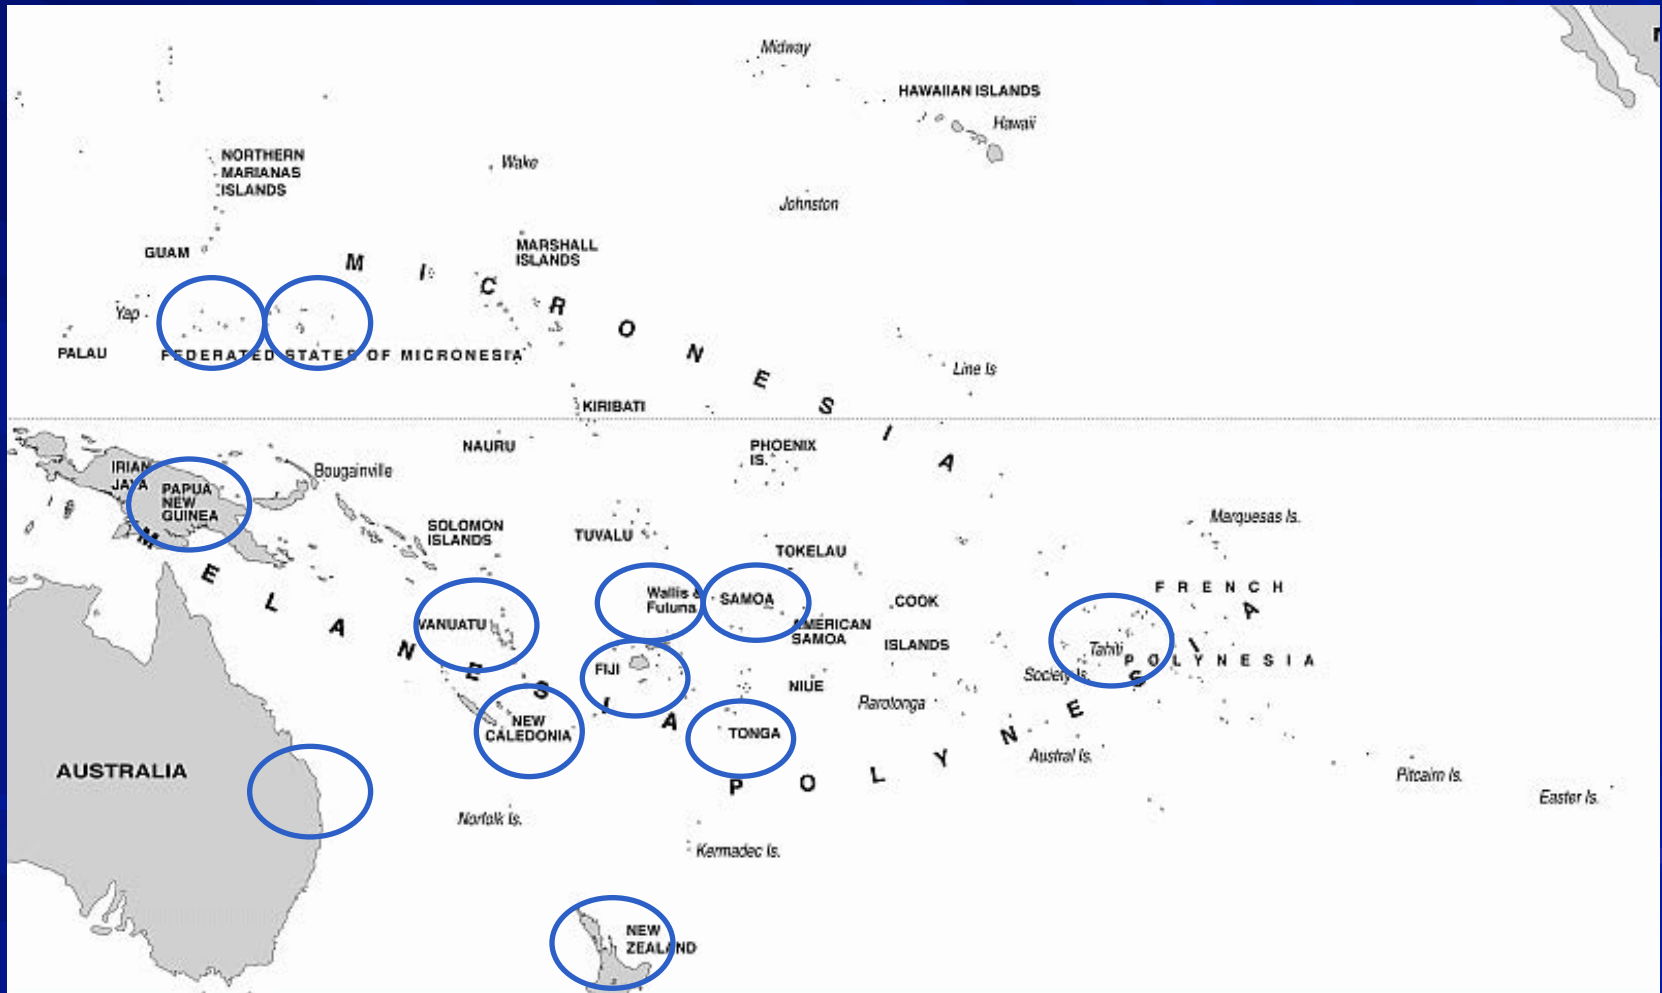 Midway
HAWAIIAN ISLANDS
Hawaii
NORTHERN
MARIANAS
ISLANDS
Wake
Johnston
GUAM
MARSHALL
ISLANDS
M I C R O N E S I A
Yap
PALAU
FEDERATED STATES OF MICRONESIA
Line Is
KIRIBATI
NAURU
PHOENIX
IS.
IRIAN
JAYA
PAPUA
NEW
GUINEA
Bougainville
SOLOMON
ISLANDS
TUVALU
TOKELAU
Marquesas Is.
M E L A N E S I A
Wallis &
Futuna
SAMOA
AMERICAN
SAMOA
COOK
ISLANDS
FRENCH
POLYNESIA
VANUATU
Tahiti
Society Is.
FIJI
NIUE
Rarotonga
NEW
CALEDONIA
TONGA
P O L Y N E S I A
Austral Is.
AUSTRALIA
Pitcairn Is.
Easter Is.
Norfolk Is.
Kermadec Is.
NEW
ZEALAND